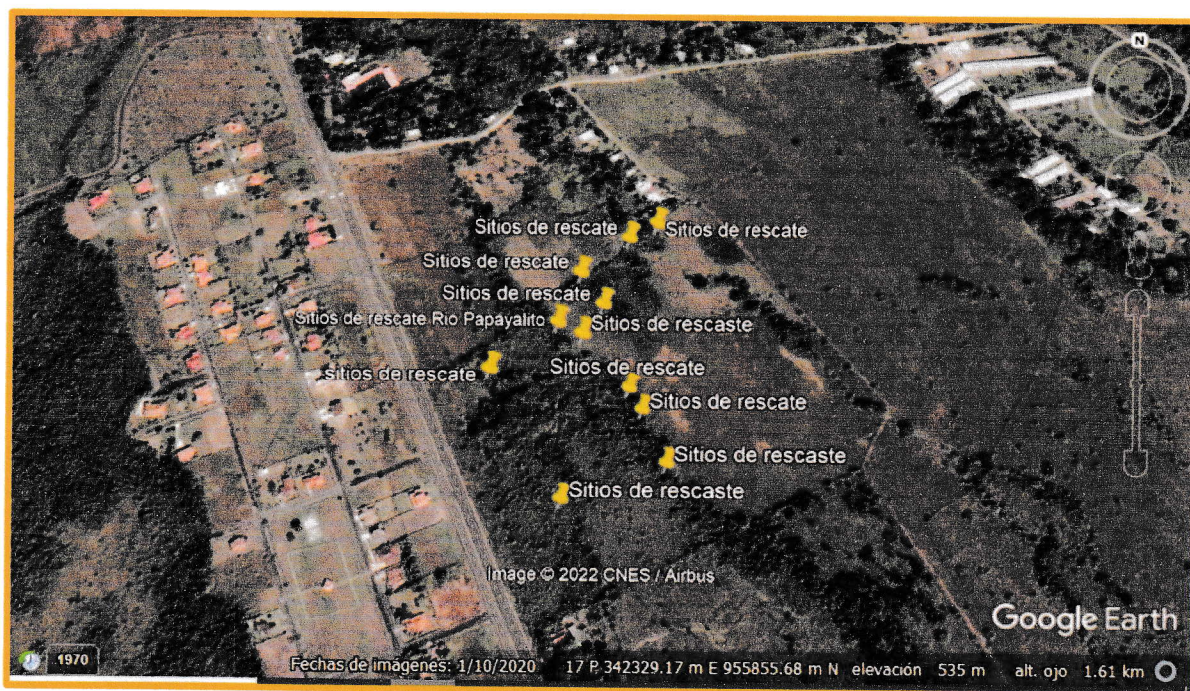 N
Sitios de rescate
Sitios de rescate
Sitios de rescate
Sitios de rescate
Sitios de rescate Rio Papayalito
Sitios de rescaste
Sitios de rescate
sitios de rescate
Sitios de rescate
Sitios de rescaste
Sitios de rescaste
Image © 2022 CNES / Airbus
Google Earth
1970
Fechas de imágenes: 1/10/2020 17 P 342329.17 m E 955855.68 m N elevación 535 m alt. ojo 1.61 km